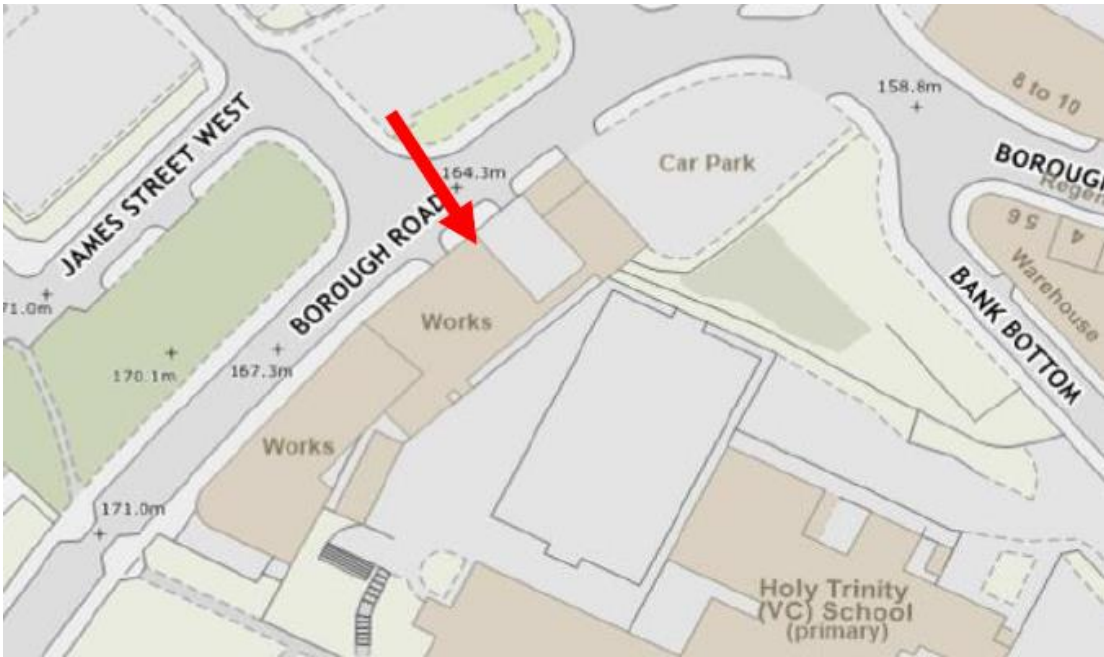 8 to 10
158.8m
BOROUGH
Regen
JAMES STREET WEST
Car Park
164.3m
5 6
4
Warehouse
BOROUGH ROAD
71.0m
Works
BANK BOTTOM
170.1m
167.3m
Works
171.0m
Holy Trinity
(VC) School
(primary)